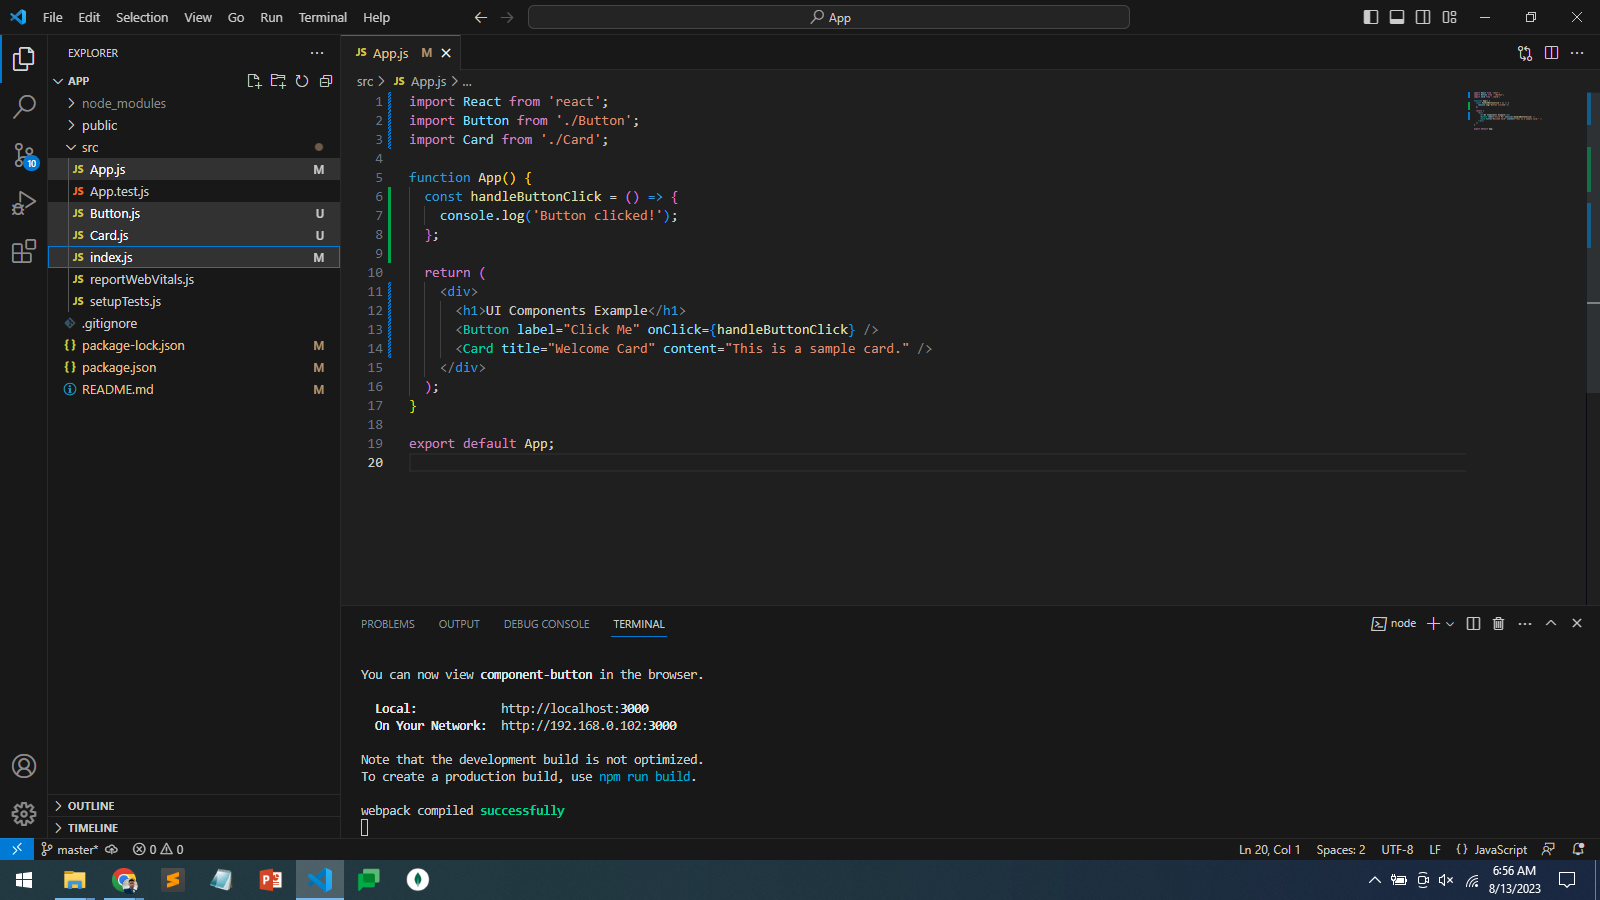 File Edit Selection View Go Run Terminal Help
App
EXPLORER
APP
node_modules
public
src
JS App.js M
JS App.test.js
JS Button.js U
JS Card.js U
JS index.js M
JS reportWebVitals.js
JS setupTests.js
.gitignore
{} package-lock.json M
{} package.json M
README.md M
OUTLINE
TIMELINE
10
JS App.js M
src > JS App.js > ...
1 import React from 'react';
2 import Button from './Button';
3 import Card from './Card';
4
5 function App() {
6 const handleButtonClick = () => {
7 console.log('Button clicked!');
8 };
9
10 return (
11 <div>
12 <h1>UI Components Example</h1>
13 <Button label="Click Me" onClick={handleButtonClick} />
14 <Card title="Welcome Card" content="This is a sample card." />
15 </div>
16 );
17 }
18
19 export default App;
20
PROBLEMS OUTPUT DEBUG CONSOLE TERMINAL
node
You can now view component-button in the browser.
Local: http://localhost:3000
On Your Network: http://192.168.0.102:3000
Note that the development build is not optimized.
To create a production build, use npm run build.
webpack compiled successfully
master* 0 0
Ln 20, Col 1 Spaces: 2 UTF-8 LF {} JavaScript
6:56 AM
8/13/2023